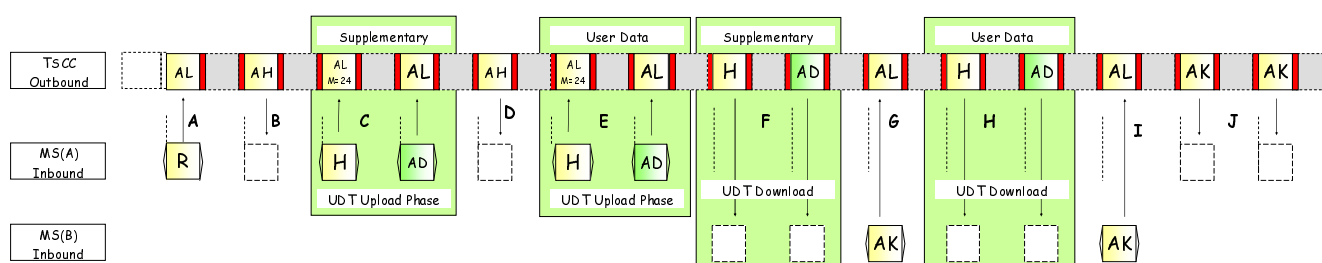 Supplementary
User Data
Supplementary
User Data
TSCC
Outbound
AL
AH
AL
M=24
AL
AH
AL
M=24
AL
H
AD
AL
H
AD
AL
AK
AK
A
B
C
D
E
F
G
H
I
J
MS(A)
Inbound
R
H
AD
H
AD
UDT Upload Phase
UDT Upload Phase
UDT Download
UDT Download
MS(B)
Inbound
AK
AK